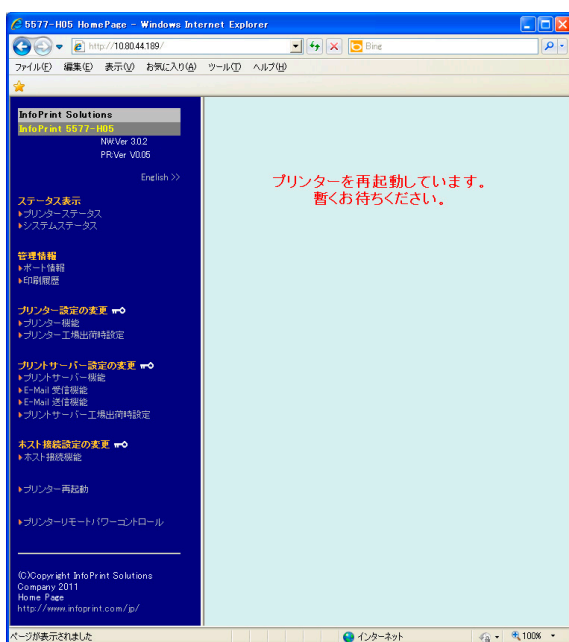 5577-H05 HomePage - Windows Internet Explorer
http://10.80.44.189/
Bing
ファイル(F) 編集(E) 表示(V) お気に入り(A) ツール(T) ヘルプ(H)
InfoPrint Solutions
InfoPrint 5577-H05
NW:Ver 3.0.2
PR:Ver V0.05
English >>
ステータス表示
プリンターステータス
システムステータス
管理情報
ポート情報
印刷履歴
プリンター設定の変更
プリンター機能
プリンター工場出荷時設定
プリントサーバー設定の変更
プリントサーバー機能
E-Mail 受信機能
E-Mail 送信機能
プリントサーバー工場出荷時設定
ホスト接続設定の変更
ホスト接続機能
プリンター再起動
プリンターリモートパワーコントロール
(C)Copyright InfoPrint Solutions
Company 2011
Home Page
http://www.infoprint.com/jp/
プリンターを再起動しています。
暫くお待ちください。
ページが表示されました
インターネット
100%